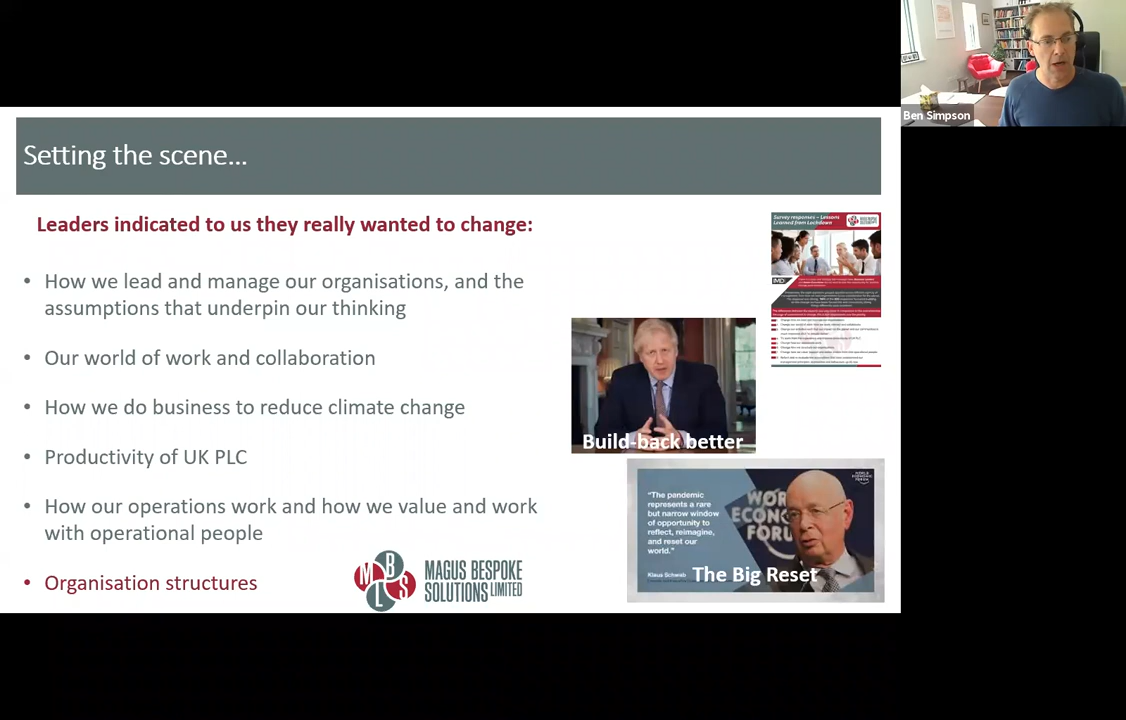 Ben Simpson
Setting the scene...
Leaders indicated to us they really wanted to change:
• How we lead and manage our organisations, and the
assumptions that underpin our thinking
• Our world of work and collaboration
• How we do business to reduce climate change
• Productivity of UK PLC
• How our operations work and how we value and work
with operational people
• Organisation structures
M B L S
MAGUS BESPOKE
SOLUTIONS LIMITED
Survey responses – Lessons
Learned from Lockdown
Build-back better
"The pandemic
represents a rare
but narrow window
of opportunity to
reflect, reimagine,
and reset our
world."
Klaus Schwab
WORLD
ECONOMIC
FORUM
The Big Reset